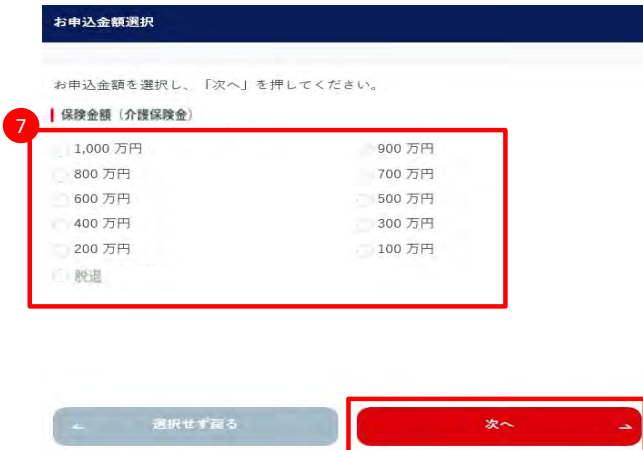 お申込金額選択
お申込金額を選択し、「次へ」を押してください。
保険金額（介護保険金）
7
1,000 万円 900 万円
800 万円 700 万円
600 万円 500 万円
400 万円 300 万円
200 万円 100 万円
脱退
選択せず戻る 次へ